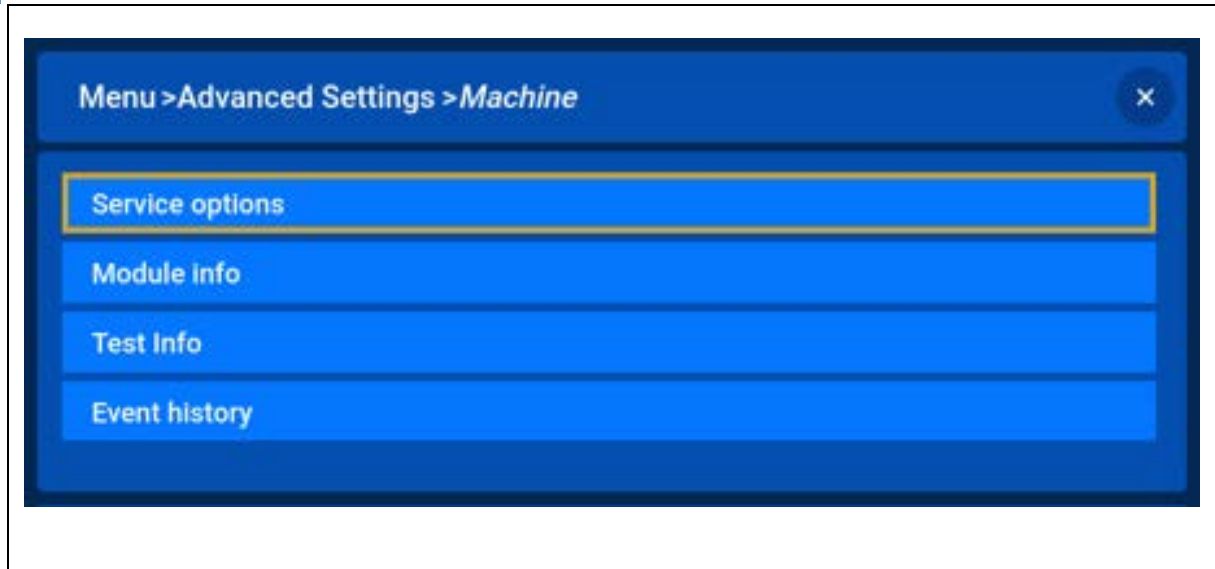 Menu >Advanced Settings >Machine
Service options
Module info
Test Info
Event history